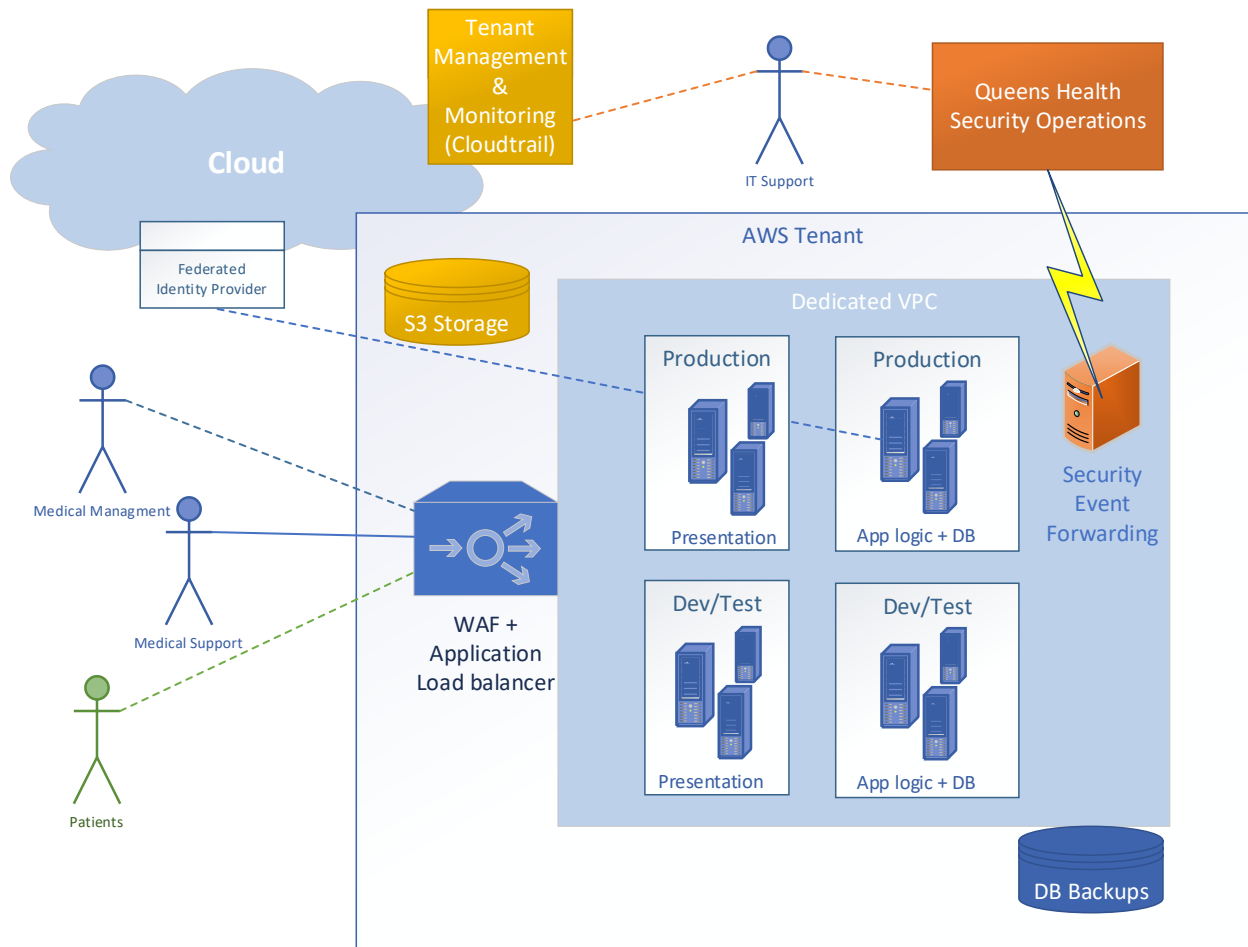 Tenant
Management
&
Monitoring
(Cloudtrail)
Queens Health
Security Operations
Cloud
IT Support
AWS Tenant
Federated
Identity Provider
S3 Storage
Dedicated VPC
Production
Production
Presentation
App logic + DB
Security
Event
Forwarding
Medical Managment
Medical Support
WAF +
Application
Load balancer
Dev/Test
Dev/Test
Presentation
App logic + DB
Patients
DB Backups